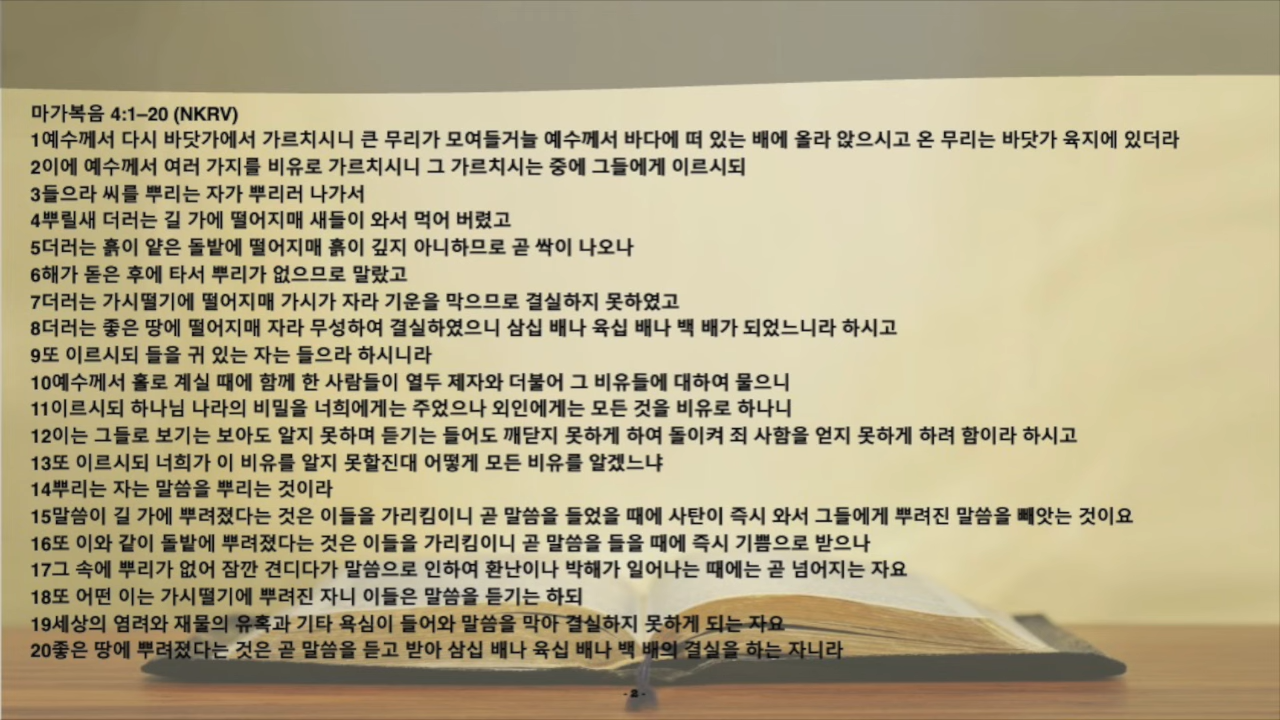 마가복음 4:1–20 (NKRV)
1예수께서 다시 바닷가에서 가르치시니 큰 무리가 모여들거늘 예수께서 바다에 떠 있는 배에 올라 앉으시고 온 무리는 바닷가 육지에 있더라
2이에 예수께서 여러 가지를 비유로 가르치시니 그 가르치시는 중에 그들에게 이르시되
3들으라 씨를 뿌리는 자가 뿌리러 나가서
4뿌릴새 더러는 길 가에 떨어지매 새들이 와서 먹어 버렸고
5더러는 흙이 얕은 돌밭에 떨어지매 흙이 깊지 아니하므로 곧 싹이 나오나
6해가 돋은 후에 타서 뿌리가 없으므로 말랐고
7더러는 가시떨기에 떨어지매 가시가 자라 기운을 막으므로 결실하지 못하였고
8더러는 좋은 땅에 떨어지매 자라 무성하여 결실하였으니 삼십 배나 육십 배나 백 배가 되었느니라 하시고
9또 이르시되 들을 귀 있는 자는 들으라 하시니라
10예수께서 홀로 계실 때에 함께 한 사람들이 열두 제자와 더불어 그 비유들에 대하여 물으니
11이르시되 하나님 나라의 비밀을 너희에게는 주었으나 외인에게는 모든 것을 비유로 하나니
12이는 그들로 보기는 보아도 알지 못하며 듣기는 들어도 깨닫지 못하게 하여 돌이켜 죄 사함을 얻지 못하게 하려 함이라 하시고
13또 이르시되 너희가 이 비유를 알지 못할진대 어떻게 모든 비유를 알겠느냐
14뿌리는 자는 말씀을 뿌리는 것이라
15말씀이 길 가에 뿌려졌다는 것은 이들을 가리킴이니 곧 말씀을 들었을 때에 사탄이 즉시 와서 그들에게 뿌려진 말씀을 빼앗는 것이요
16또 이와 같이 돌밭에 뿌려졌다는 것은 이들을 가리킴이니 곧 말씀을 들을 때에 즉시 기쁨으로 받으나
17그 속에 뿌리가 없어 잠깐 견디다가 말씀으로 인하여 환난이나 박해가 일어나는 때에는 곧 넘어지는 자요
18또 어떤 이는 가시떨기에 뿌려진 자니 이들은 말씀을 듣기는 하되
19세상의 염려와 재물의 유혹과 기타 욕심이 들어와 말씀을 막아 결실하지 못하게 되는 자요
20좋은 땅에 뿌려졌다는 것은 곧 말씀을 듣고 받아 삼십 배나 육십 배나 백 배의 결실을 하는 자니라
- 2 -